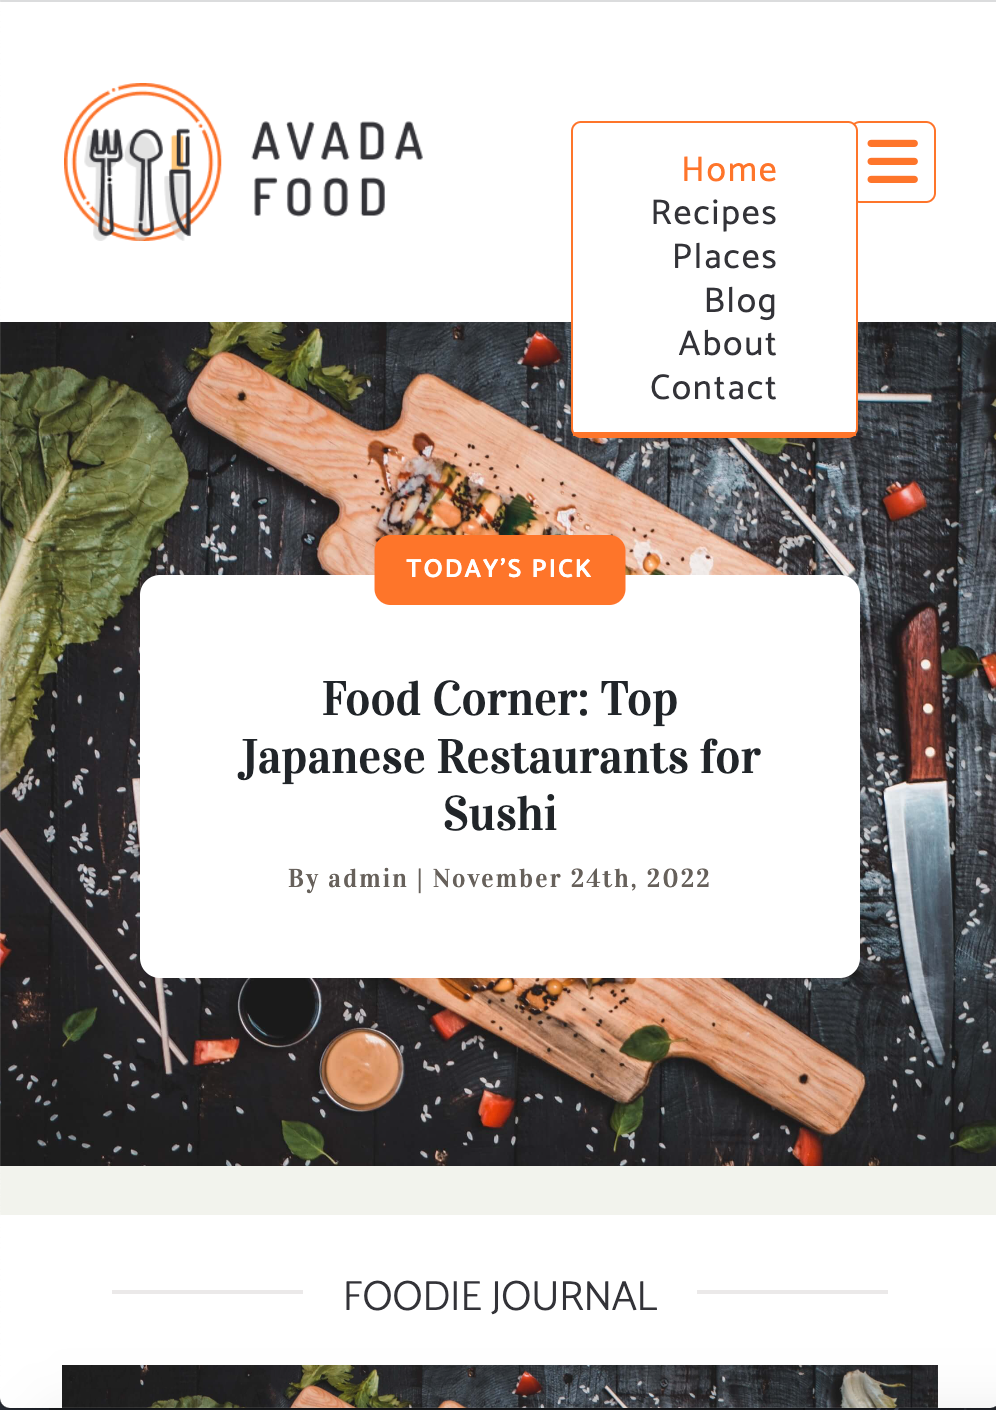 AVADA
FOOD
Home
Recipes
Places
Blog
About
Contact
TODAY’S PICK
Food Corner: Top
Japanese Restaurants for
Sushi
By admin | November 24th, 2022
FOODIE JOURNAL